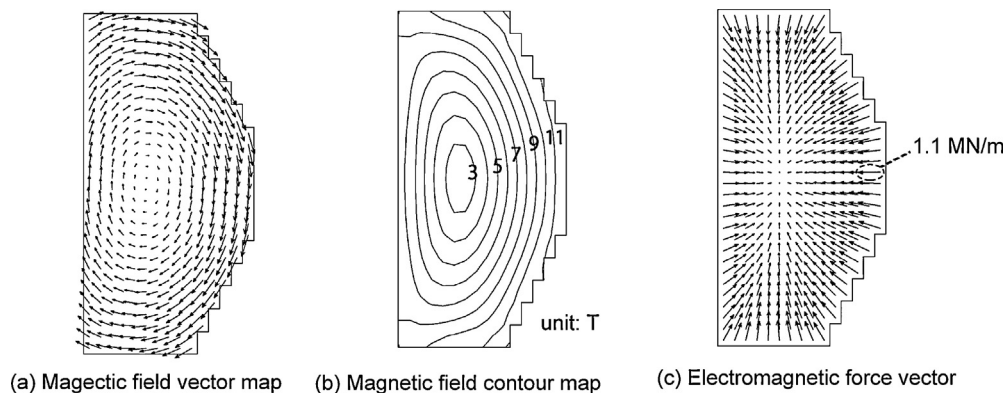 3 5 7 9 11
unit: T
1.1 MN/m
(a) Magectic field vector map
(b) Magnetic field contour map
(c) Electromagnetic force vector